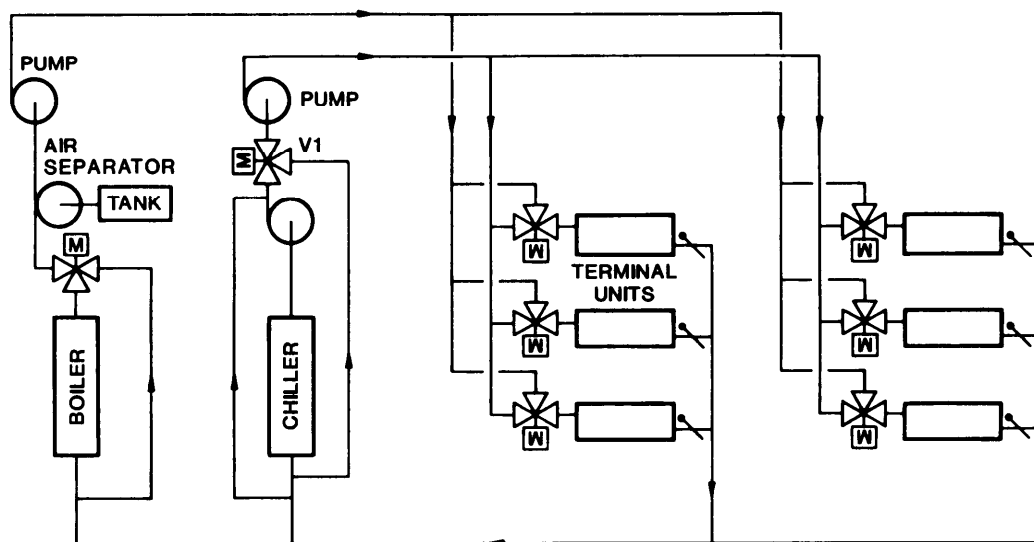 PUMP
PUMP
AIR
SEPARATOR
TANK
V1
M
M
BOILER
CHILLER
TERMINAL
UNITS
M
M
M
M
M
M